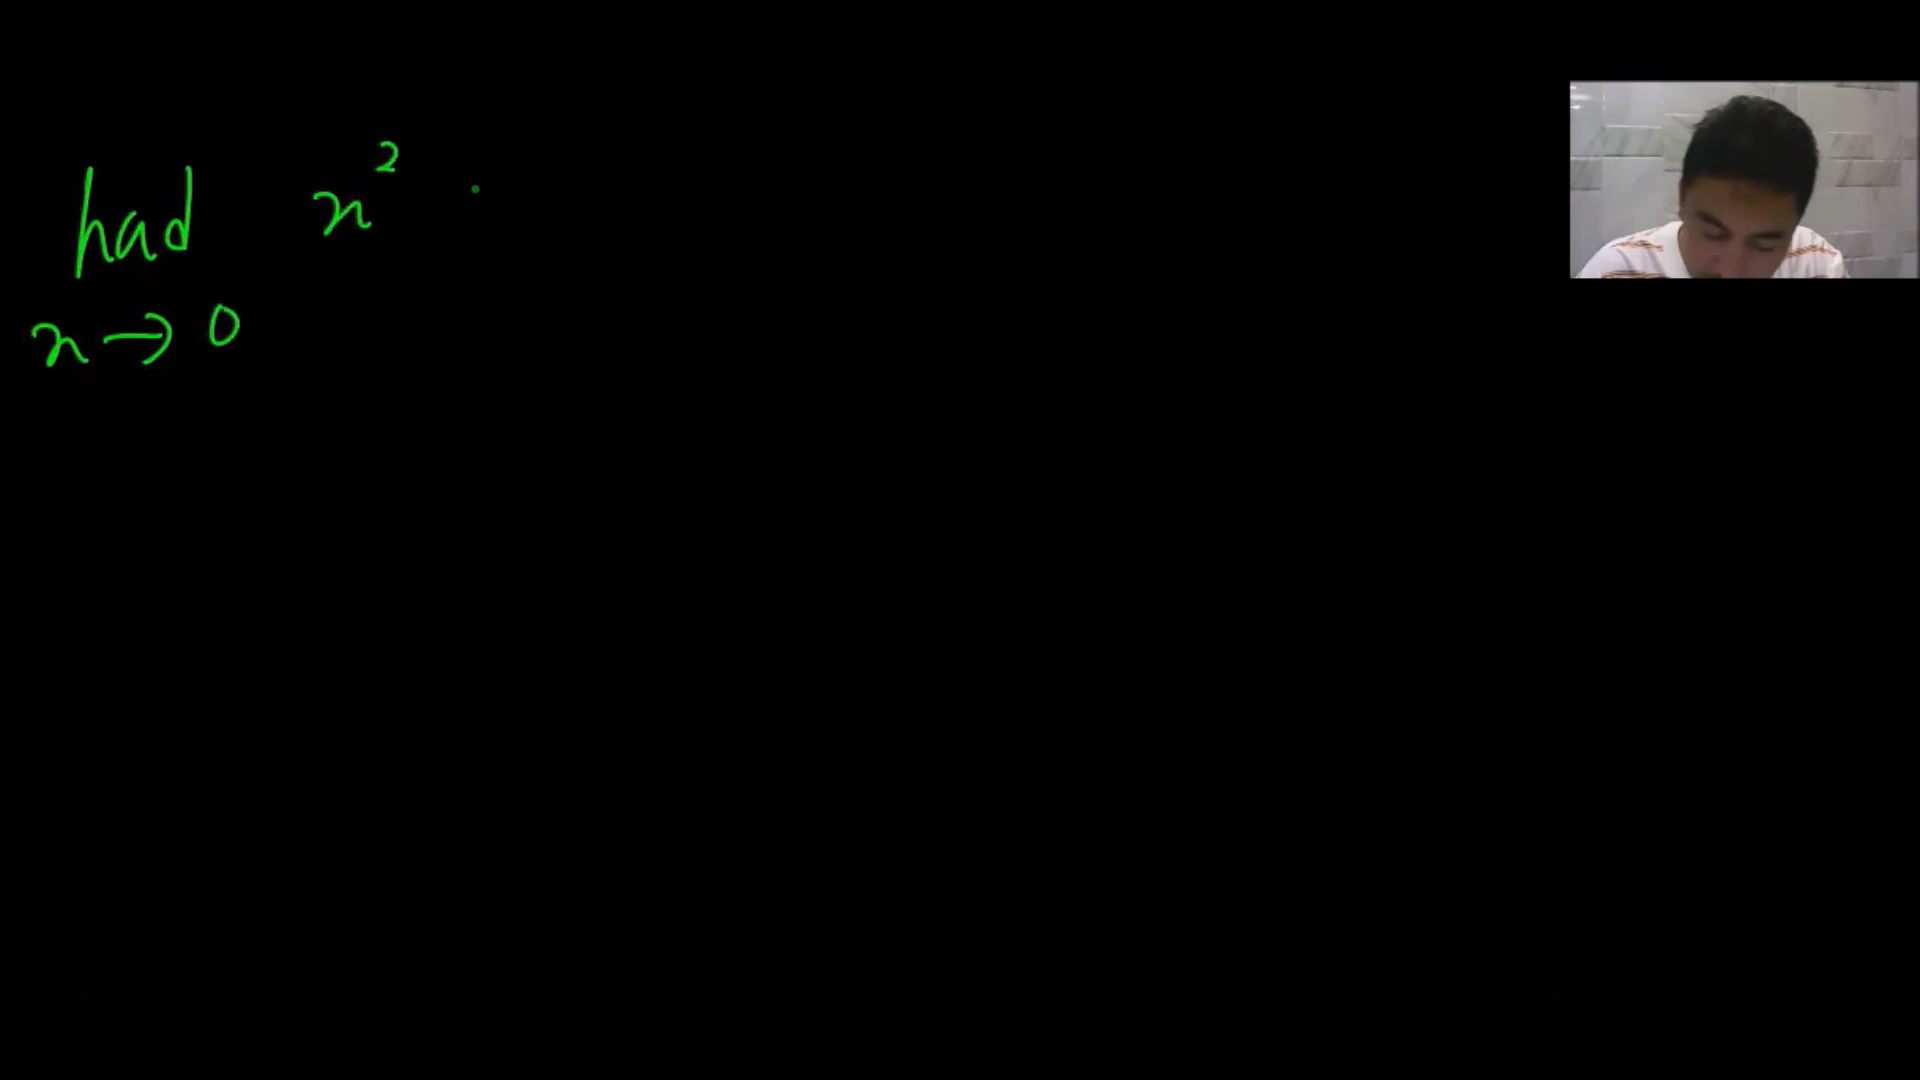 had x²
x → 0